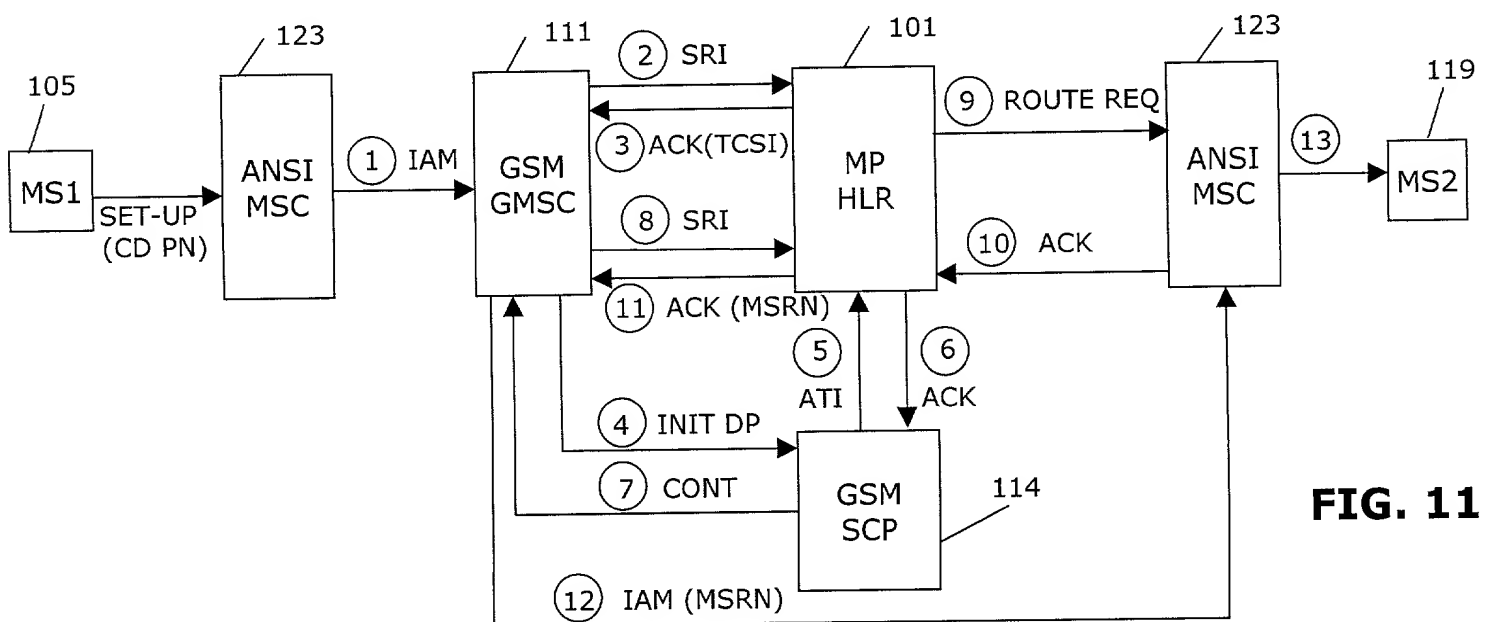 123
111
101
123
119
105
2 SRI
9 ROUTE REQ
3 ACK(TCSI)
1 IAM
13
MS1
ANSI
MSC
GSM
GMSC
MP
HLR
ANSI
MSC
MS2
SET-UP
(CD PN)
8 SRI
10 ACK
11 ACK (MSRN)
5
ATI
6
ACK
4 INIT DP
7 CONT
GSM
SCP
114
FIG. 11
12 IAM (MSRN)